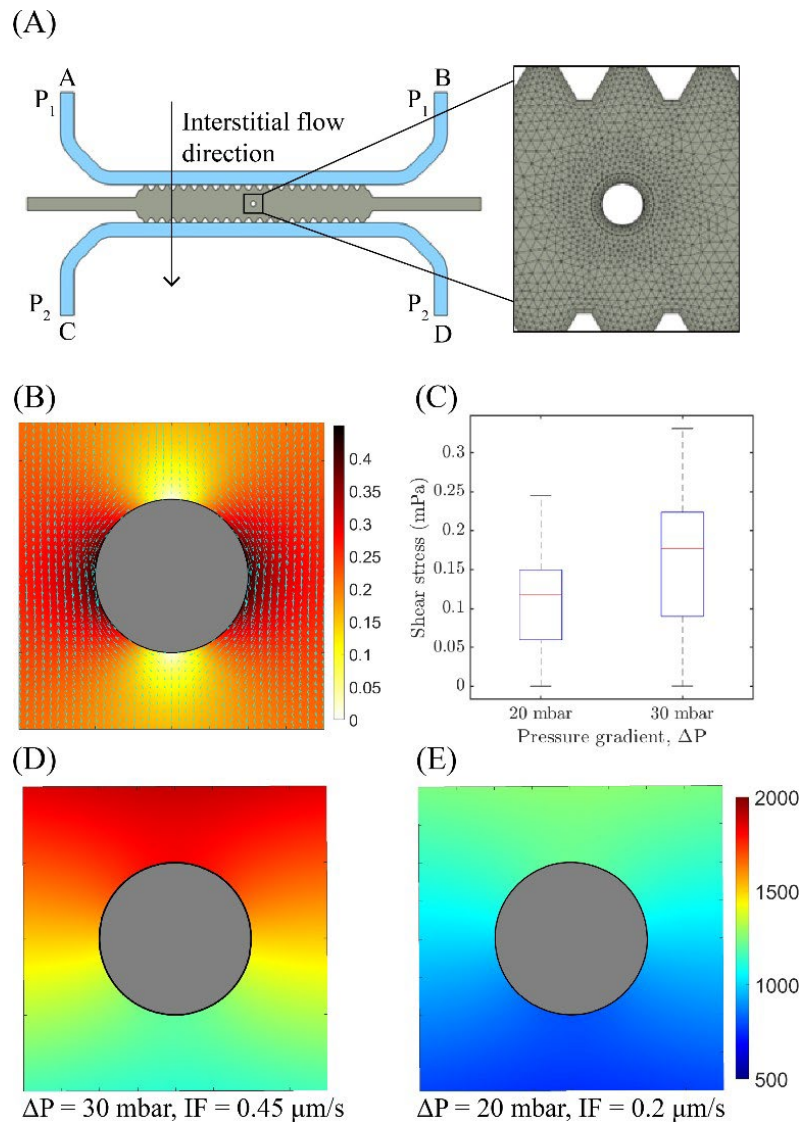 (A)
A
B
P1
P1
Interstitial flow
direction
P2
P2
C
D
(B)
0.4
0.35
0.3
0.25
0.2
0.15
0.1
0.05
0
(C)
Shear stress (mPa)
0.3
0.25
0.2
0.15
0.1
0.05
0
20 mbar
30 mbar
Pressure gradient, ΔP
(D)
ΔP = 30 mbar, IF = 0.45 μm/s
(E)
2000
1500
1000
500
ΔP = 20 mbar, IF = 0.2 μm/s